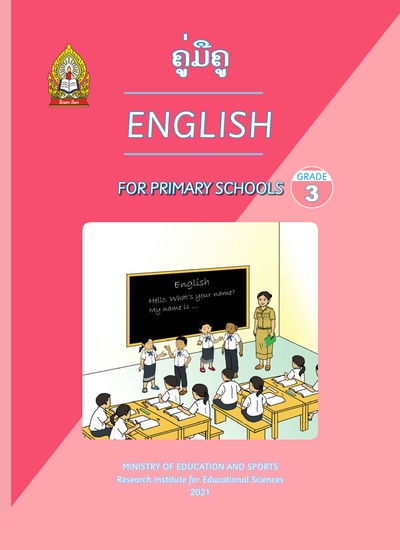 ຄູ່ມືຄູ
ENGLISH
FOR PRIMARY SCHOOLS
GRADE
3
English
Hello. What's your name?
My name is ...
MINISTRY OF EDUCATION AND SPORTS
Research Institute for Educational Sciences
2021